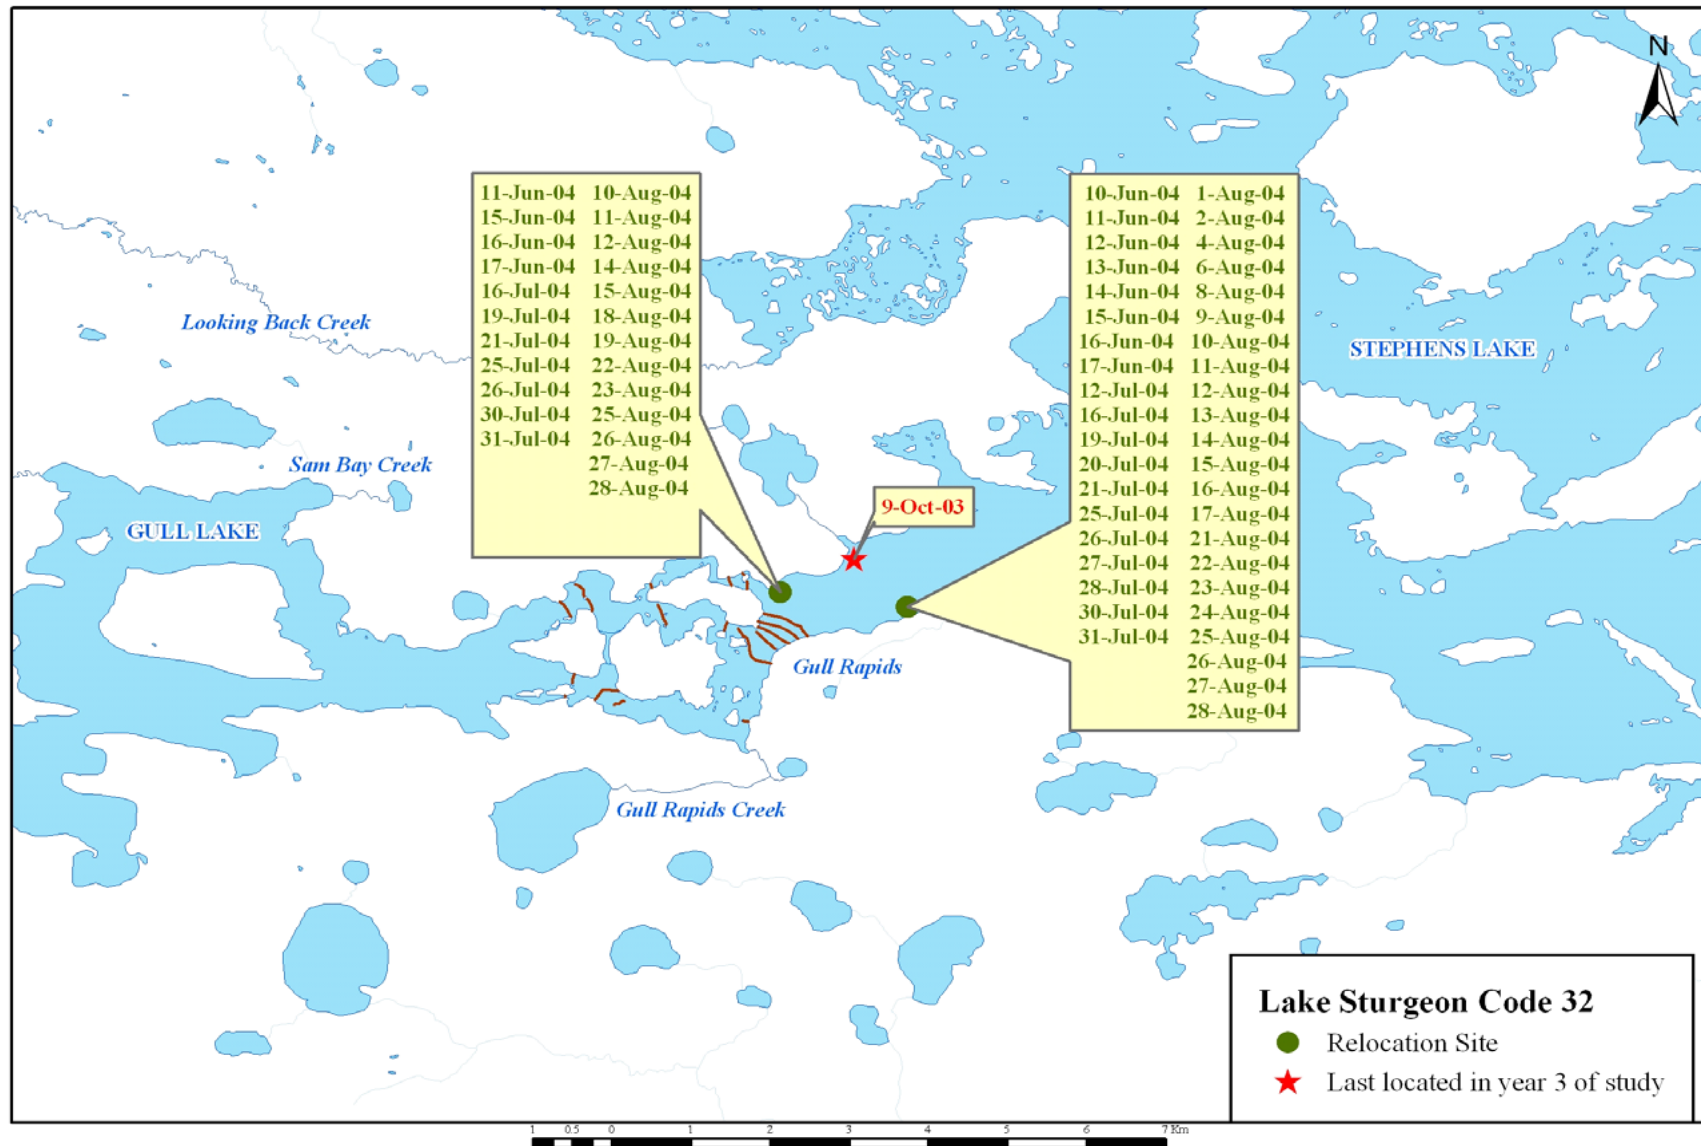 N
11-Jun-04 10-Aug-04
15-Jun-04 11-Aug-04
16-Jun-04 12-Aug-04
17-Jun-04 14-Aug-04
16-Jul-04 15-Aug-04
19-Jul-04 18-Aug-04
21-Jul-04 19-Aug-04
25-Jul-04 22-Aug-04
26-Jul-04 23-Aug-04
30-Jul-04 25-Aug-04
31-Jul-04 26-Aug-04
27-Aug-04
28-Aug-04
10-Jun-04 1-Aug-04
11-Jun-04 2-Aug-04
12-Jun-04 4-Aug-04
13-Jun-04 6-Aug-04
14-Jun-04 8-Aug-04
15-Jun-04 9-Aug-04
16-Jun-04 10-Aug-04
17-Jun-04 11-Aug-04
12-Jul-04 12-Aug-04
16-Jul-04 13-Aug-04
19-Jul-04 14-Aug-04
20-Jul-04 15-Aug-04
21-Jul-04 16-Aug-04
25-Jul-04 17-Aug-04
26-Jul-04 21-Aug-04
27-Jul-04 22-Aug-04
28-Jul-04 23-Aug-04
30-Jul-04 24-Aug-04
31-Jul-04 25-Aug-04
26-Aug-04
27-Aug-04
28-Aug-04
Looking Back Creek
STEPHENS LAKE
Sam Bay Creek
9-Oct-03
GULL LAKE
Gull Rapids
Gull Rapids Creek
Lake Sturgeon Code 32
Relocation Site
Last located in year 3 of study
1 0.5 0 1 2 3 4 5 6 7 Km